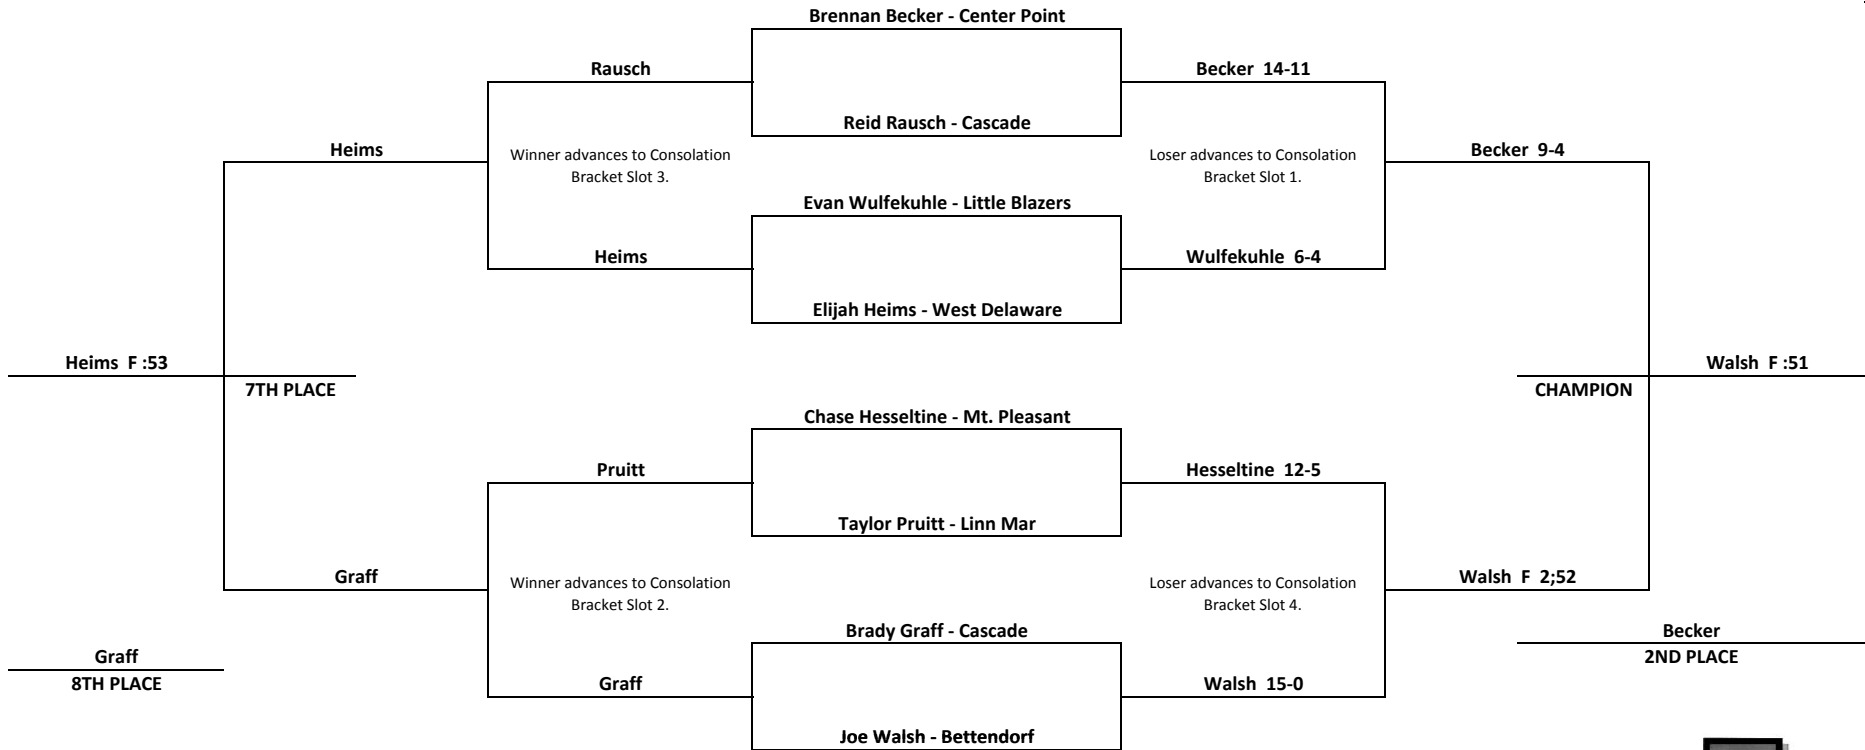 Brennan Becker - Center Point
Rausch
Becker 14-11
Reid Rausch - Cascade
Heims
Winner advances to Consolation
Bracket Slot 3.
Loser advances to Consolation
Bracket Slot 1.
Becker 9-4
Evan Wulfekuhle - Little Blazers
Heims
Wulfekuhle 6-4
Elijah Heims - West Delaware
Heims F :53
7TH PLACE
Walsh F :51
CHAMPION
Chase Hesseltine - Mt. Pleasant
Pruitt
Hesseltine 12-5
Taylor Pruitt - Linn Mar
Graff
Winner advances to Consolation
Bracket Slot 2.
Loser advances to Consolation
Bracket Slot 4.
Walsh F 2;52
Brady Graff - Cascade
Becker
2ND PLACE
Graff
8TH PLACE
Graff
Walsh 15-0
Joe Walsh - Bettendorf